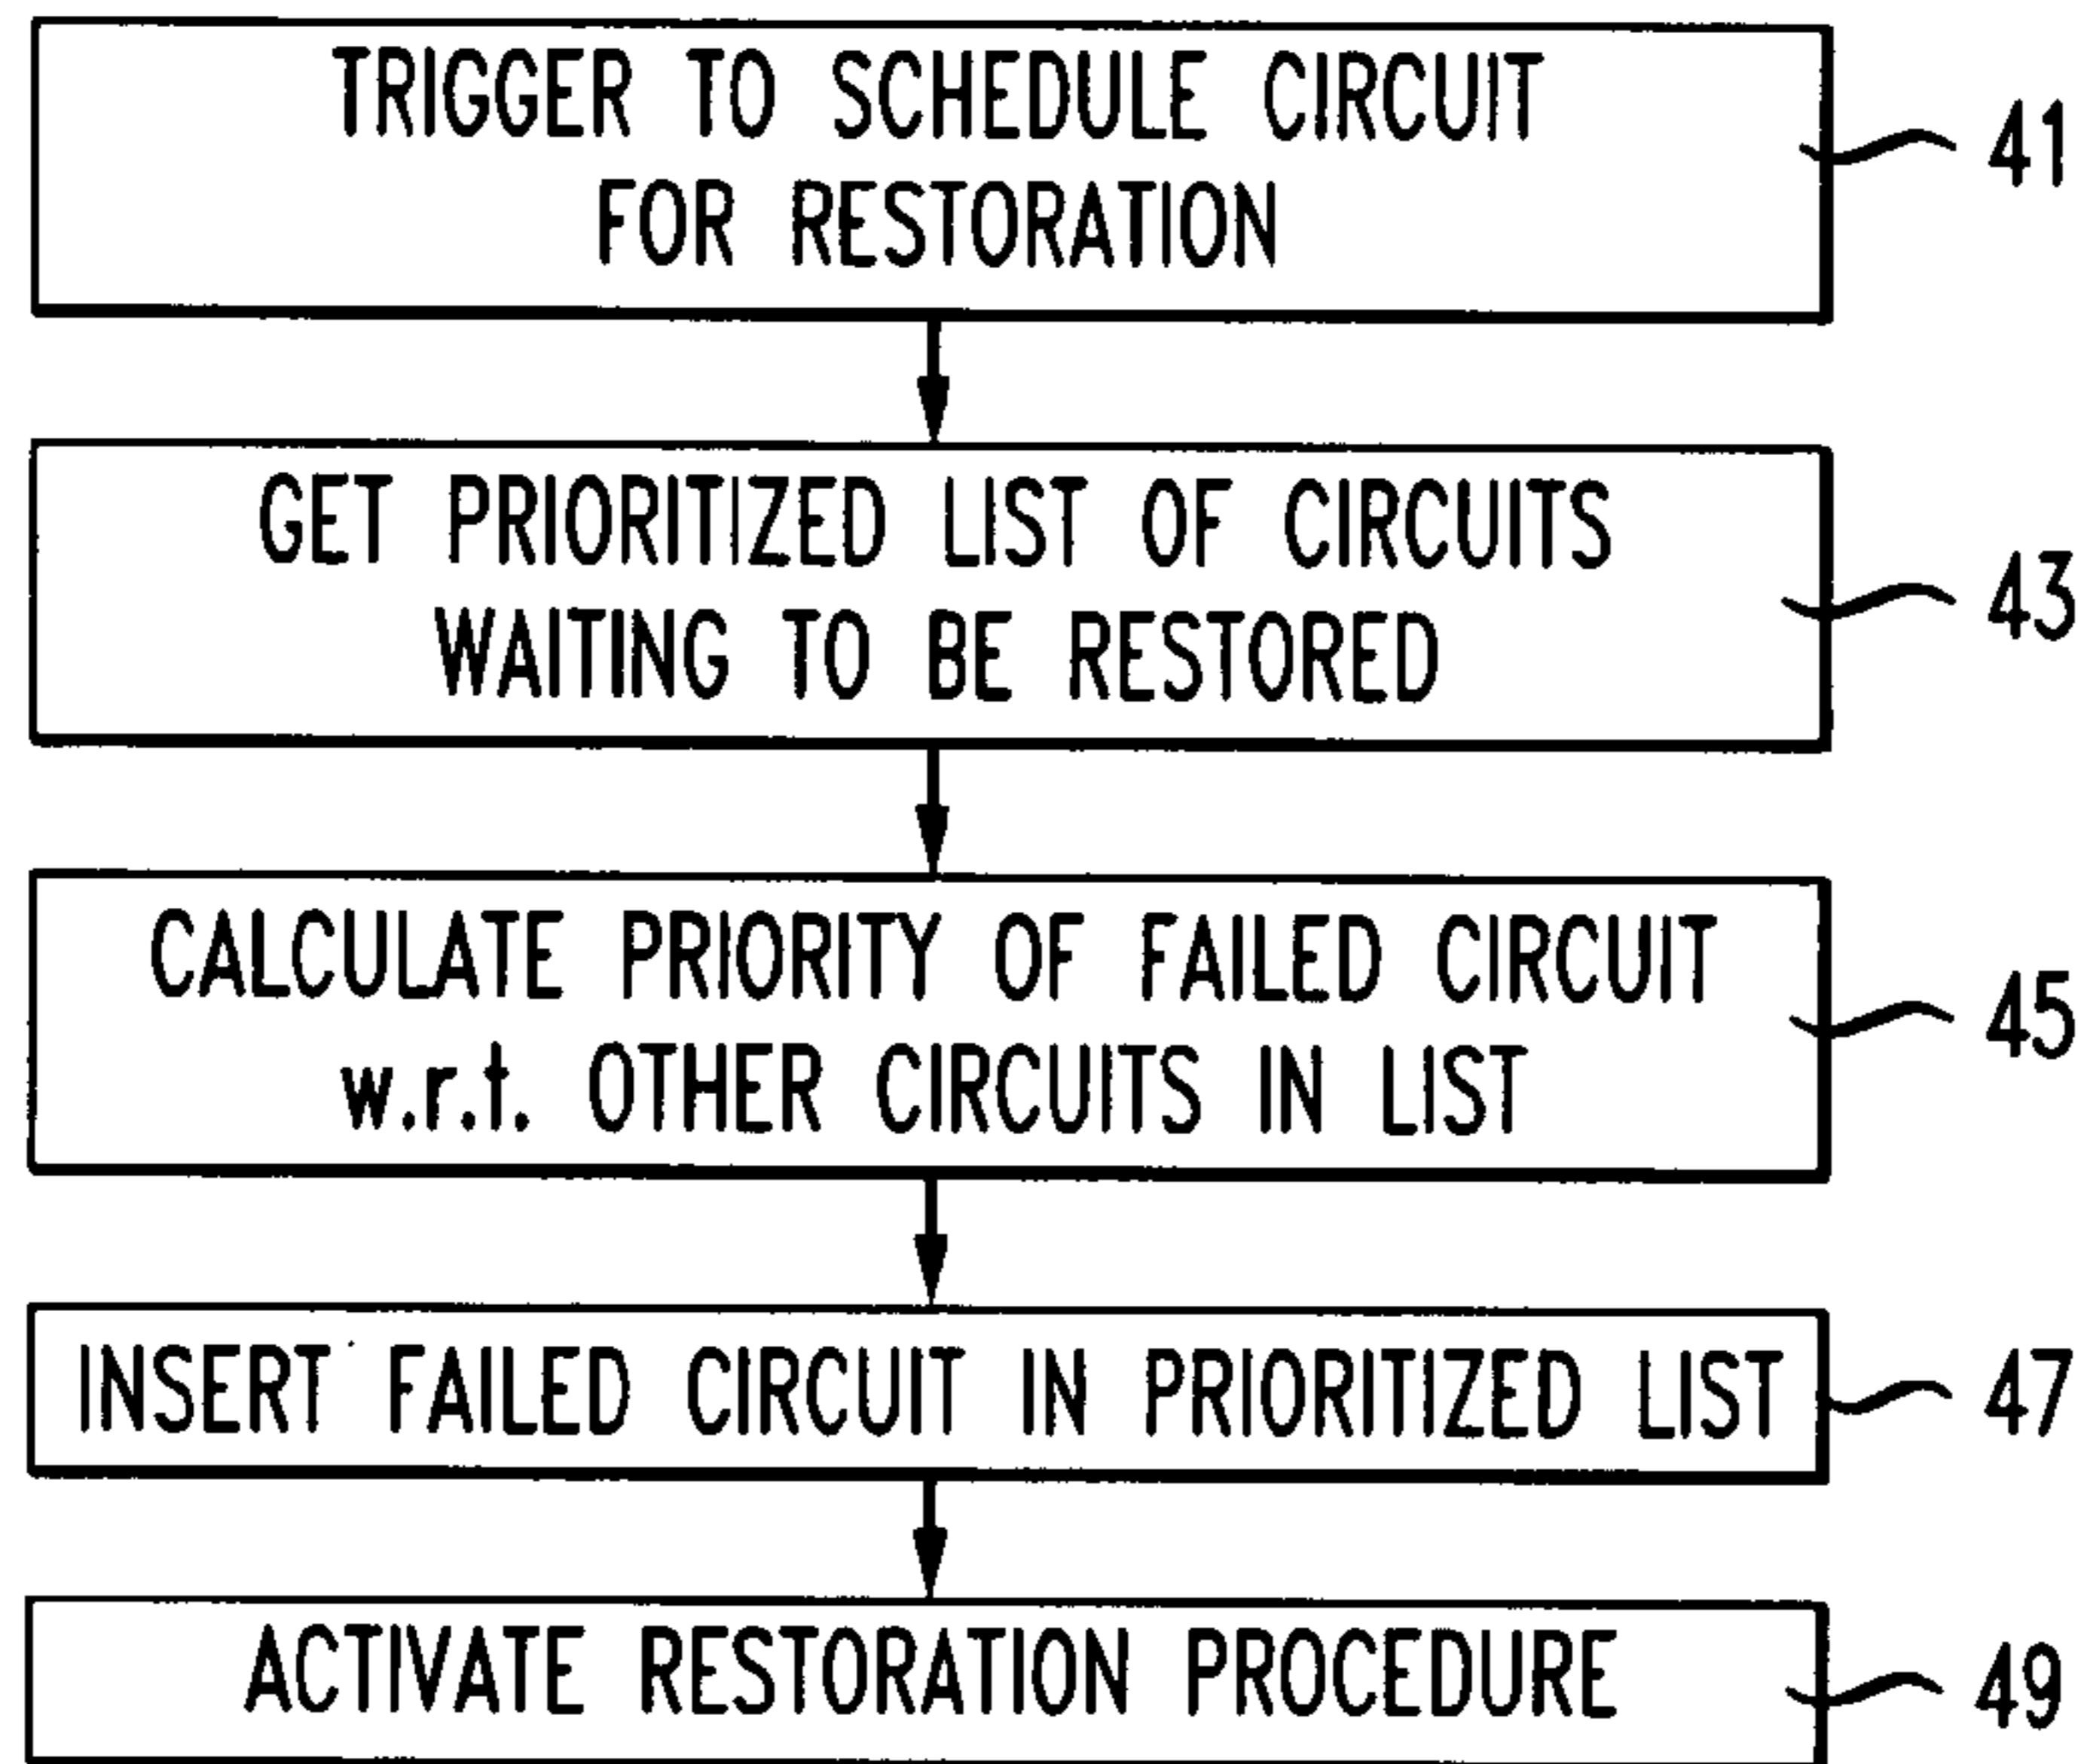 TRIGGER TO SCHEDULE CIRCUIT
FOR RESTORATION
41
GET PRIORITIZED LIST OF CIRCUITS
WAITING TO BE RESTORED
43
CALCULATE PRIORITY OF FAILED CIRCUIT
w.r.t. OTHER CIRCUITS IN LIST
45
INSERT FAILED CIRCUIT IN PRIORITIZED LIST
47
ACTIVATE RESTORATION PROCEDURE
49